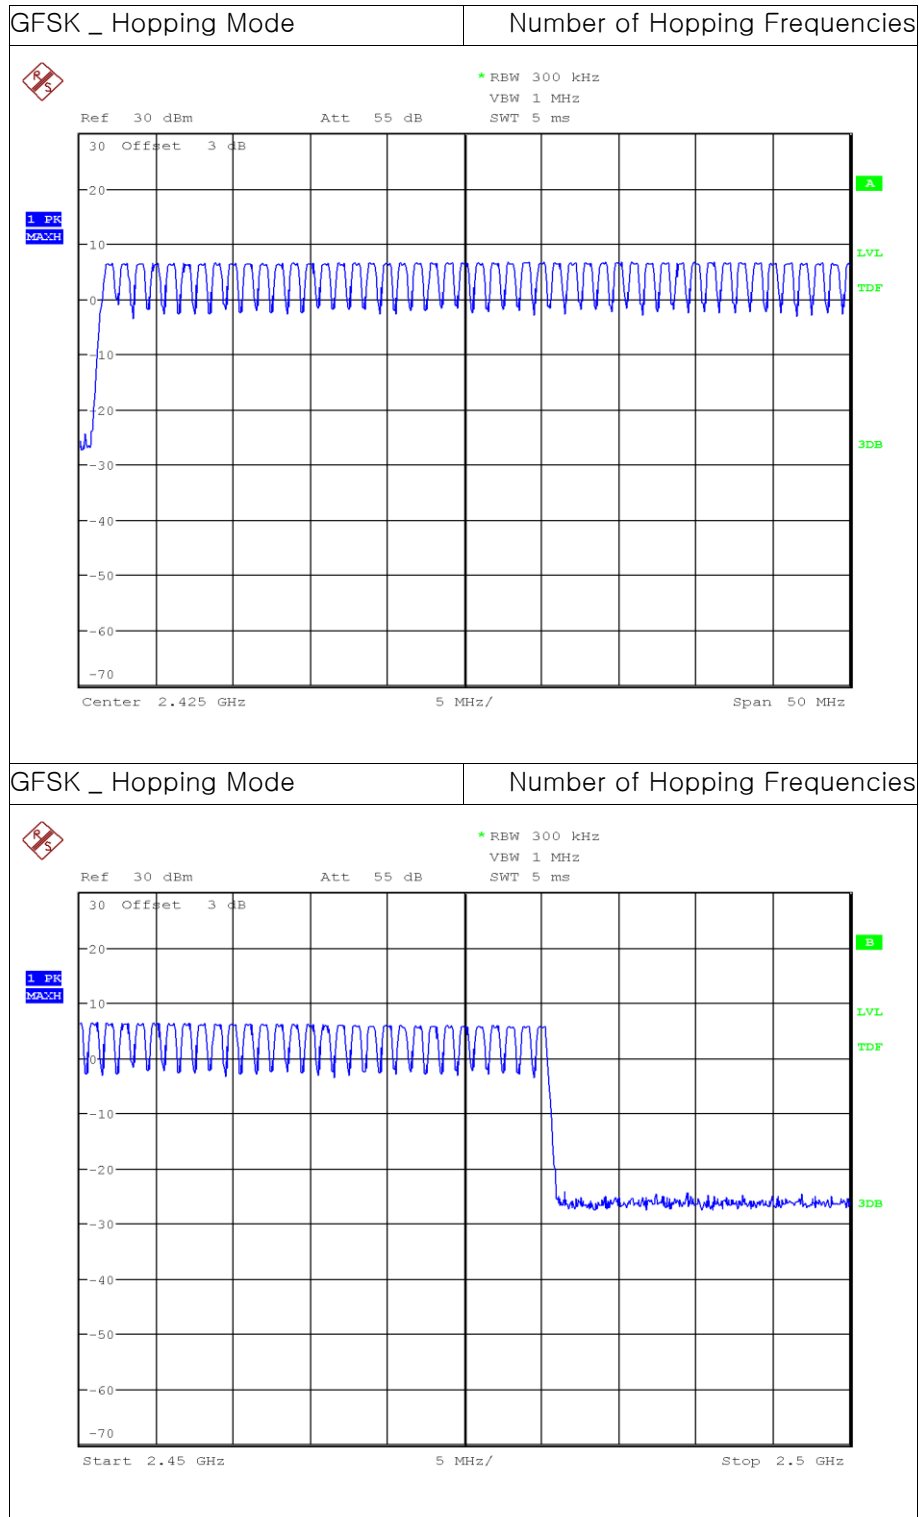 GFSK _ Hopping Mode Number of Hopping Frequencies
R S
* RBW 300 kHz
VBW 1 MHz
Ref 30 dBm Att 55 dB SWT 5 ms
30 Offset 3 dB
A
20
1 PK
MAXH
10
LVL
TDF
0
-10
-20
3DB
-30
-40
-50
-60
-70
Center 2.425 GHz 5 MHz/ Span 50 MHz
GFSK _ Hopping Mode Number of Hopping Frequencies
R S
* RBW 300 kHz
VBW 1 MHz
Ref 30 dBm Att 55 dB SWT 5 ms
30 Offset 3 dB
B
20
1 PK
MAXH
10
LVL
TDF
0
-10
-20
3DB
-30
-40
-50
-60
-70
Start 2.45 GHz 5 MHz/ Stop 2.5 GHz